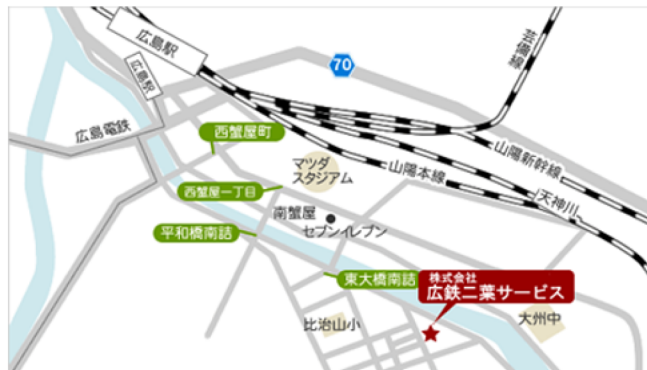 広島駅
70
芸備線
広島駅
広島電鉄
西蟹屋町
マツダ
スタジアム
山陽本線
山陽新幹線
天神川
西蟹屋一丁目
南蟹屋
セブンイレブン
平和橋南詰
東大橋南詰
株式会社
広鉄二葉サービス
比治山小
大州中